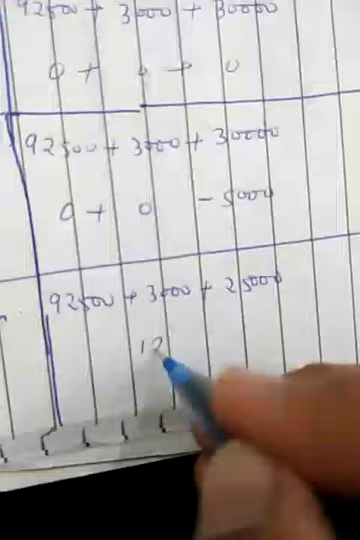 92500 + 3000 + 30000
0 + 0 + 0
92500 + 3000 + 30000
0 + 0 - 5000
92500 + 3000 + 25000
12